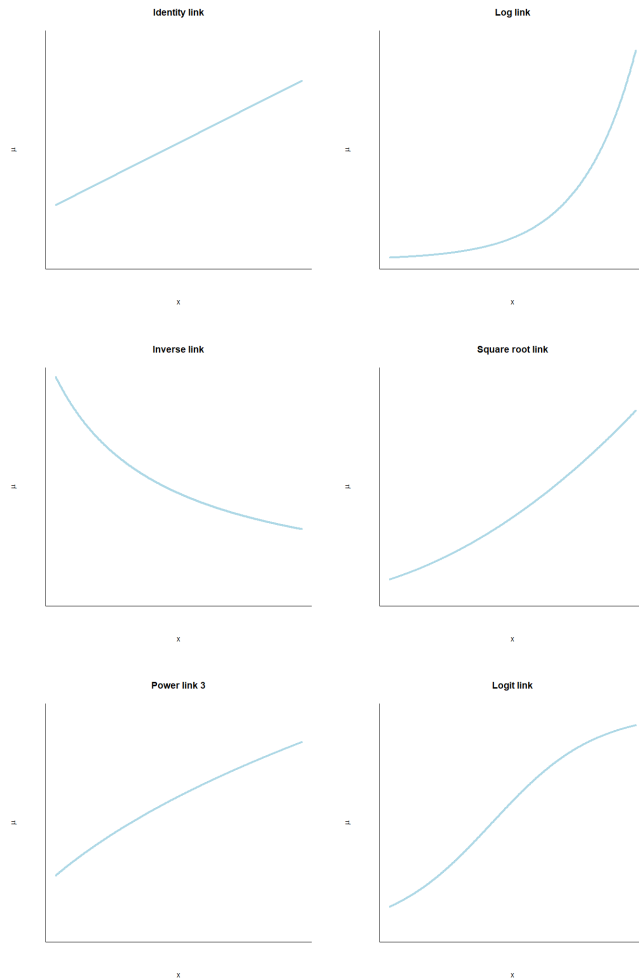 Identity link
Log link
μ
μ
x
x
Inverse link
Square root link
μ
μ
x
x
Power link 3
Logit link
μ
μ
x
x